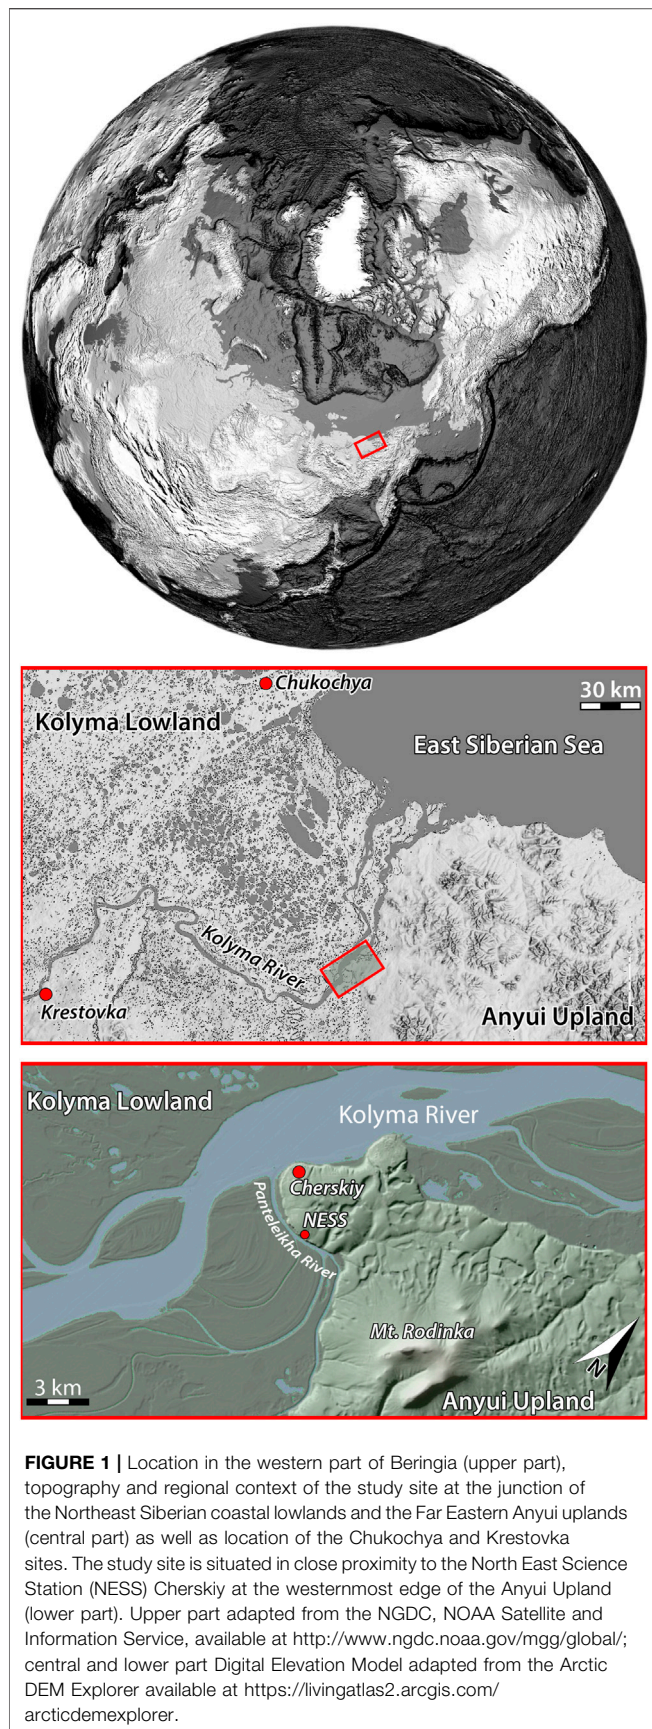 Chukochya
30 km
Kolyma Lowland
East Siberian Sea
Kolyma River
Krestovka
Anyui Upland
Kolyma Lowland
Kolyma River
Cherskiy
NESS
Panteleikha River
Mt. Rodinka
3 km
N
Anyui Upland
FIGURE 1 | Location in the western part of Beringia (upper part),
topography and regional context of the study site at the junction of
the Northeast Siberian coastal lowlands and the Far Eastern Anyui uplands
(central part) as well as location of the Chukochya and Krestovka
sites. The study site is situated in close proximity to the North East Science
Station (NESS) Cherskiy at the westernmost edge of the Anyui Upland
(lower part). Upper part adapted from the NGDC, NOAA Satellite and
Information Service, available at http://www.ngdc.noaa.gov/mgg/global/;
central and lower part Digital Elevation Model adapted from the Arctic
DEM Explorer available at https://livingatlas2.arcgis.com/
arcticdemexplorer.